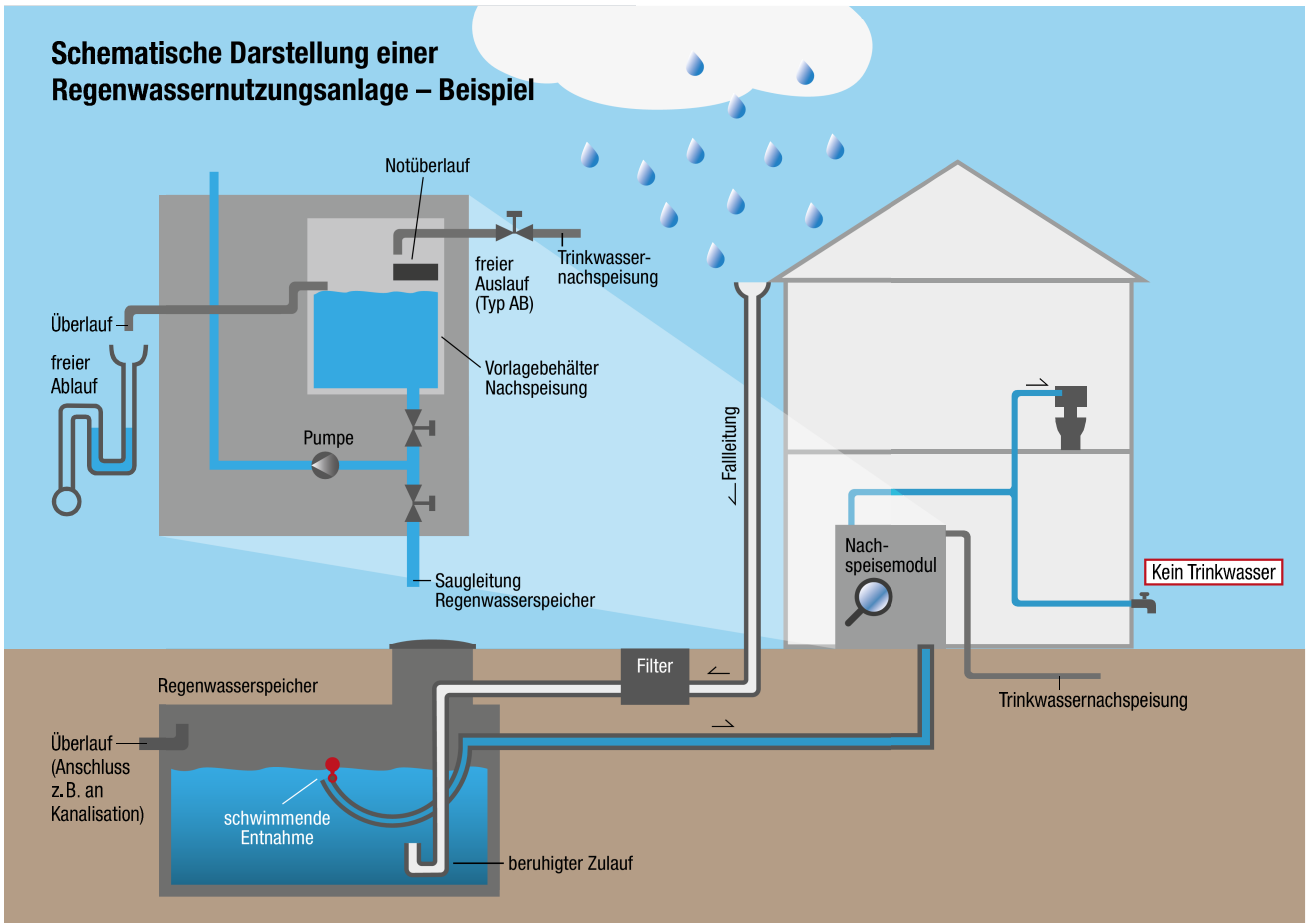 Schematische Darstellung einer
Regenwassernutzungsanlage – Beispiel
Notüberlauf
freier
Auslauf
(Typ AB)
Trinkwasser-
nachspeisung
Überlauf
freier
Ablauf
Vorlagebehälter
Nachspeisung
Pumpe
Saugleitung
Regenwasserspeicher
Fallleitung
Nach-
speisemodul
Kein Trinkwasser
Filter
Trinkwassernachspeisung
Regenwasserspeicher
Überlauf
(Anschluss
z. B. an
Kanalisation)
schwimmende
Entnahme
beruhigter Zulauf